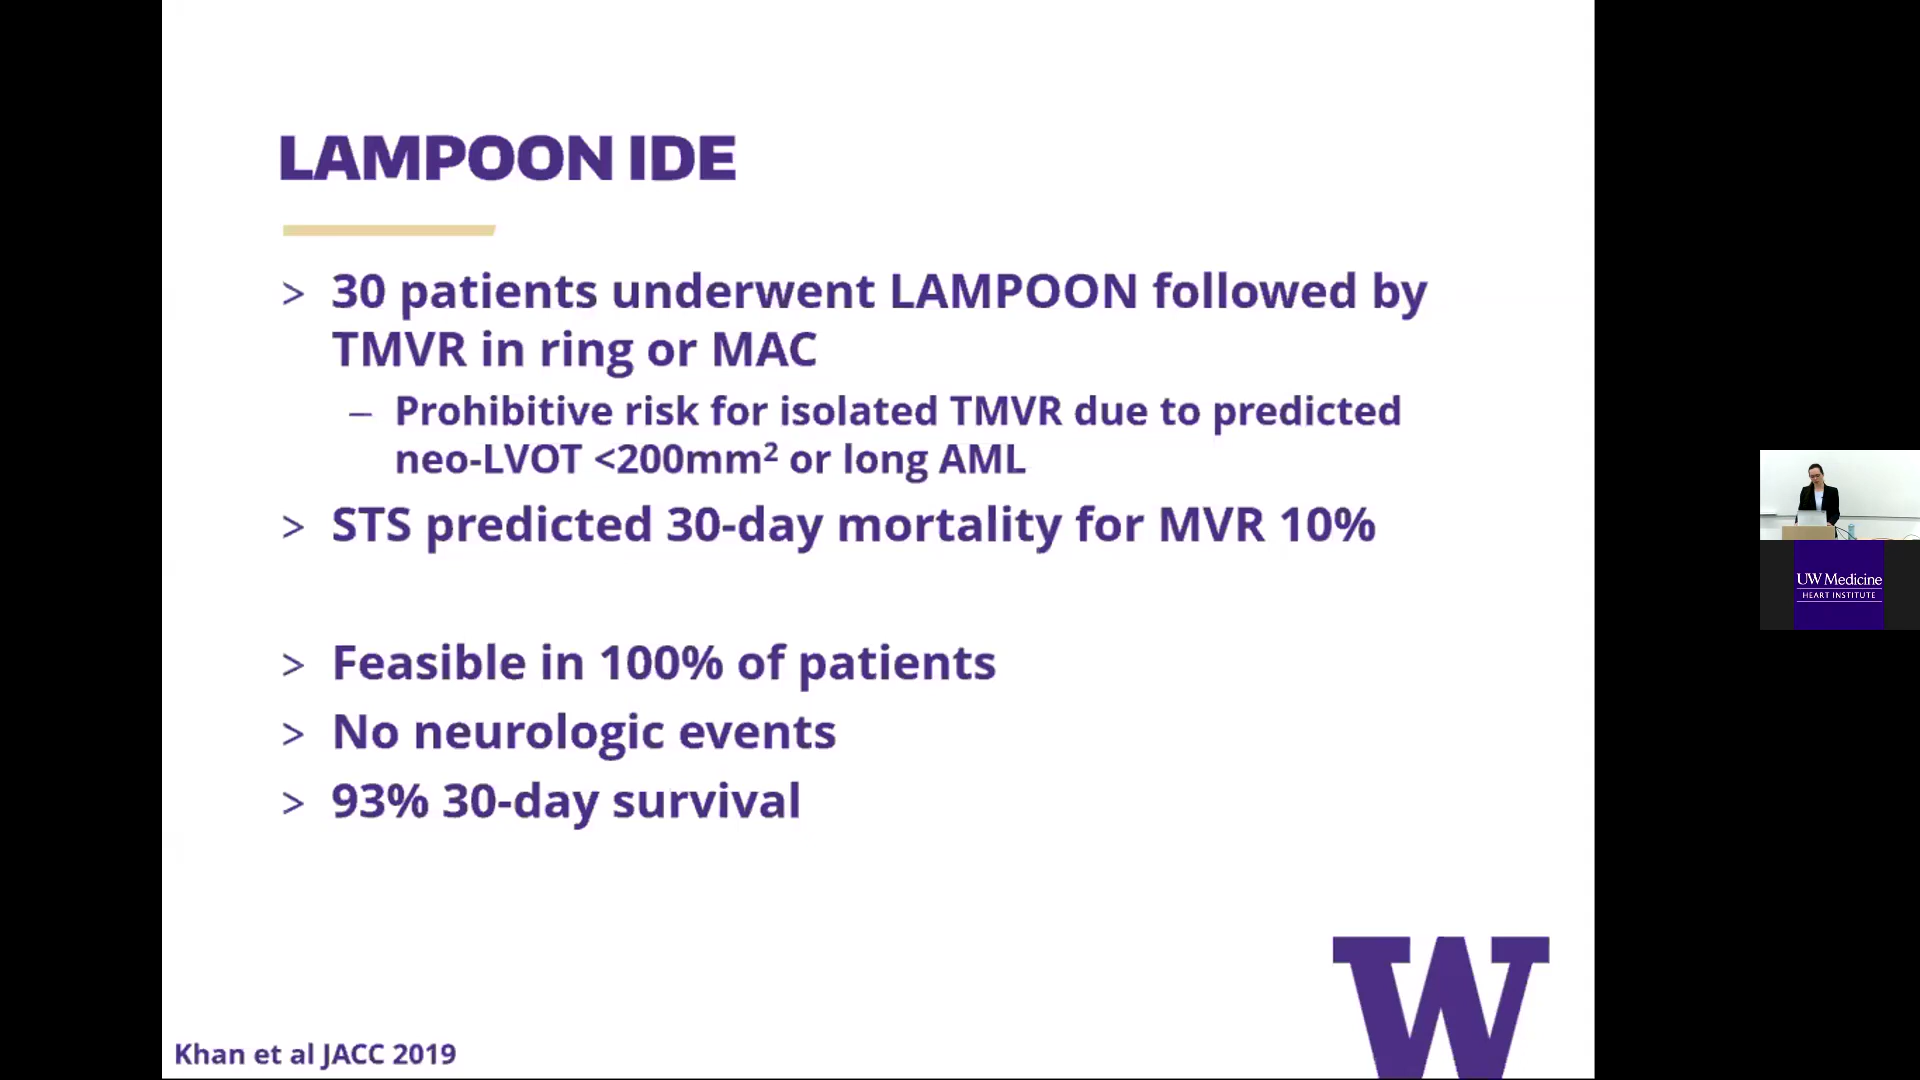 LAMPOON IDE
> 30 patients underwent LAMPOON followed by
TMVR in ring or MAC
– Prohibitive risk for isolated TMVR due to predicted
neo-LVOT <200mm² or long AML
> STS predicted 30-day mortality for MVR 10%
> Feasible in 100% of patients
> No neurologic events
> 93% 30-day survival
W
Khan et al JACC 2019
UW Medicine
HEART INSTITUTE